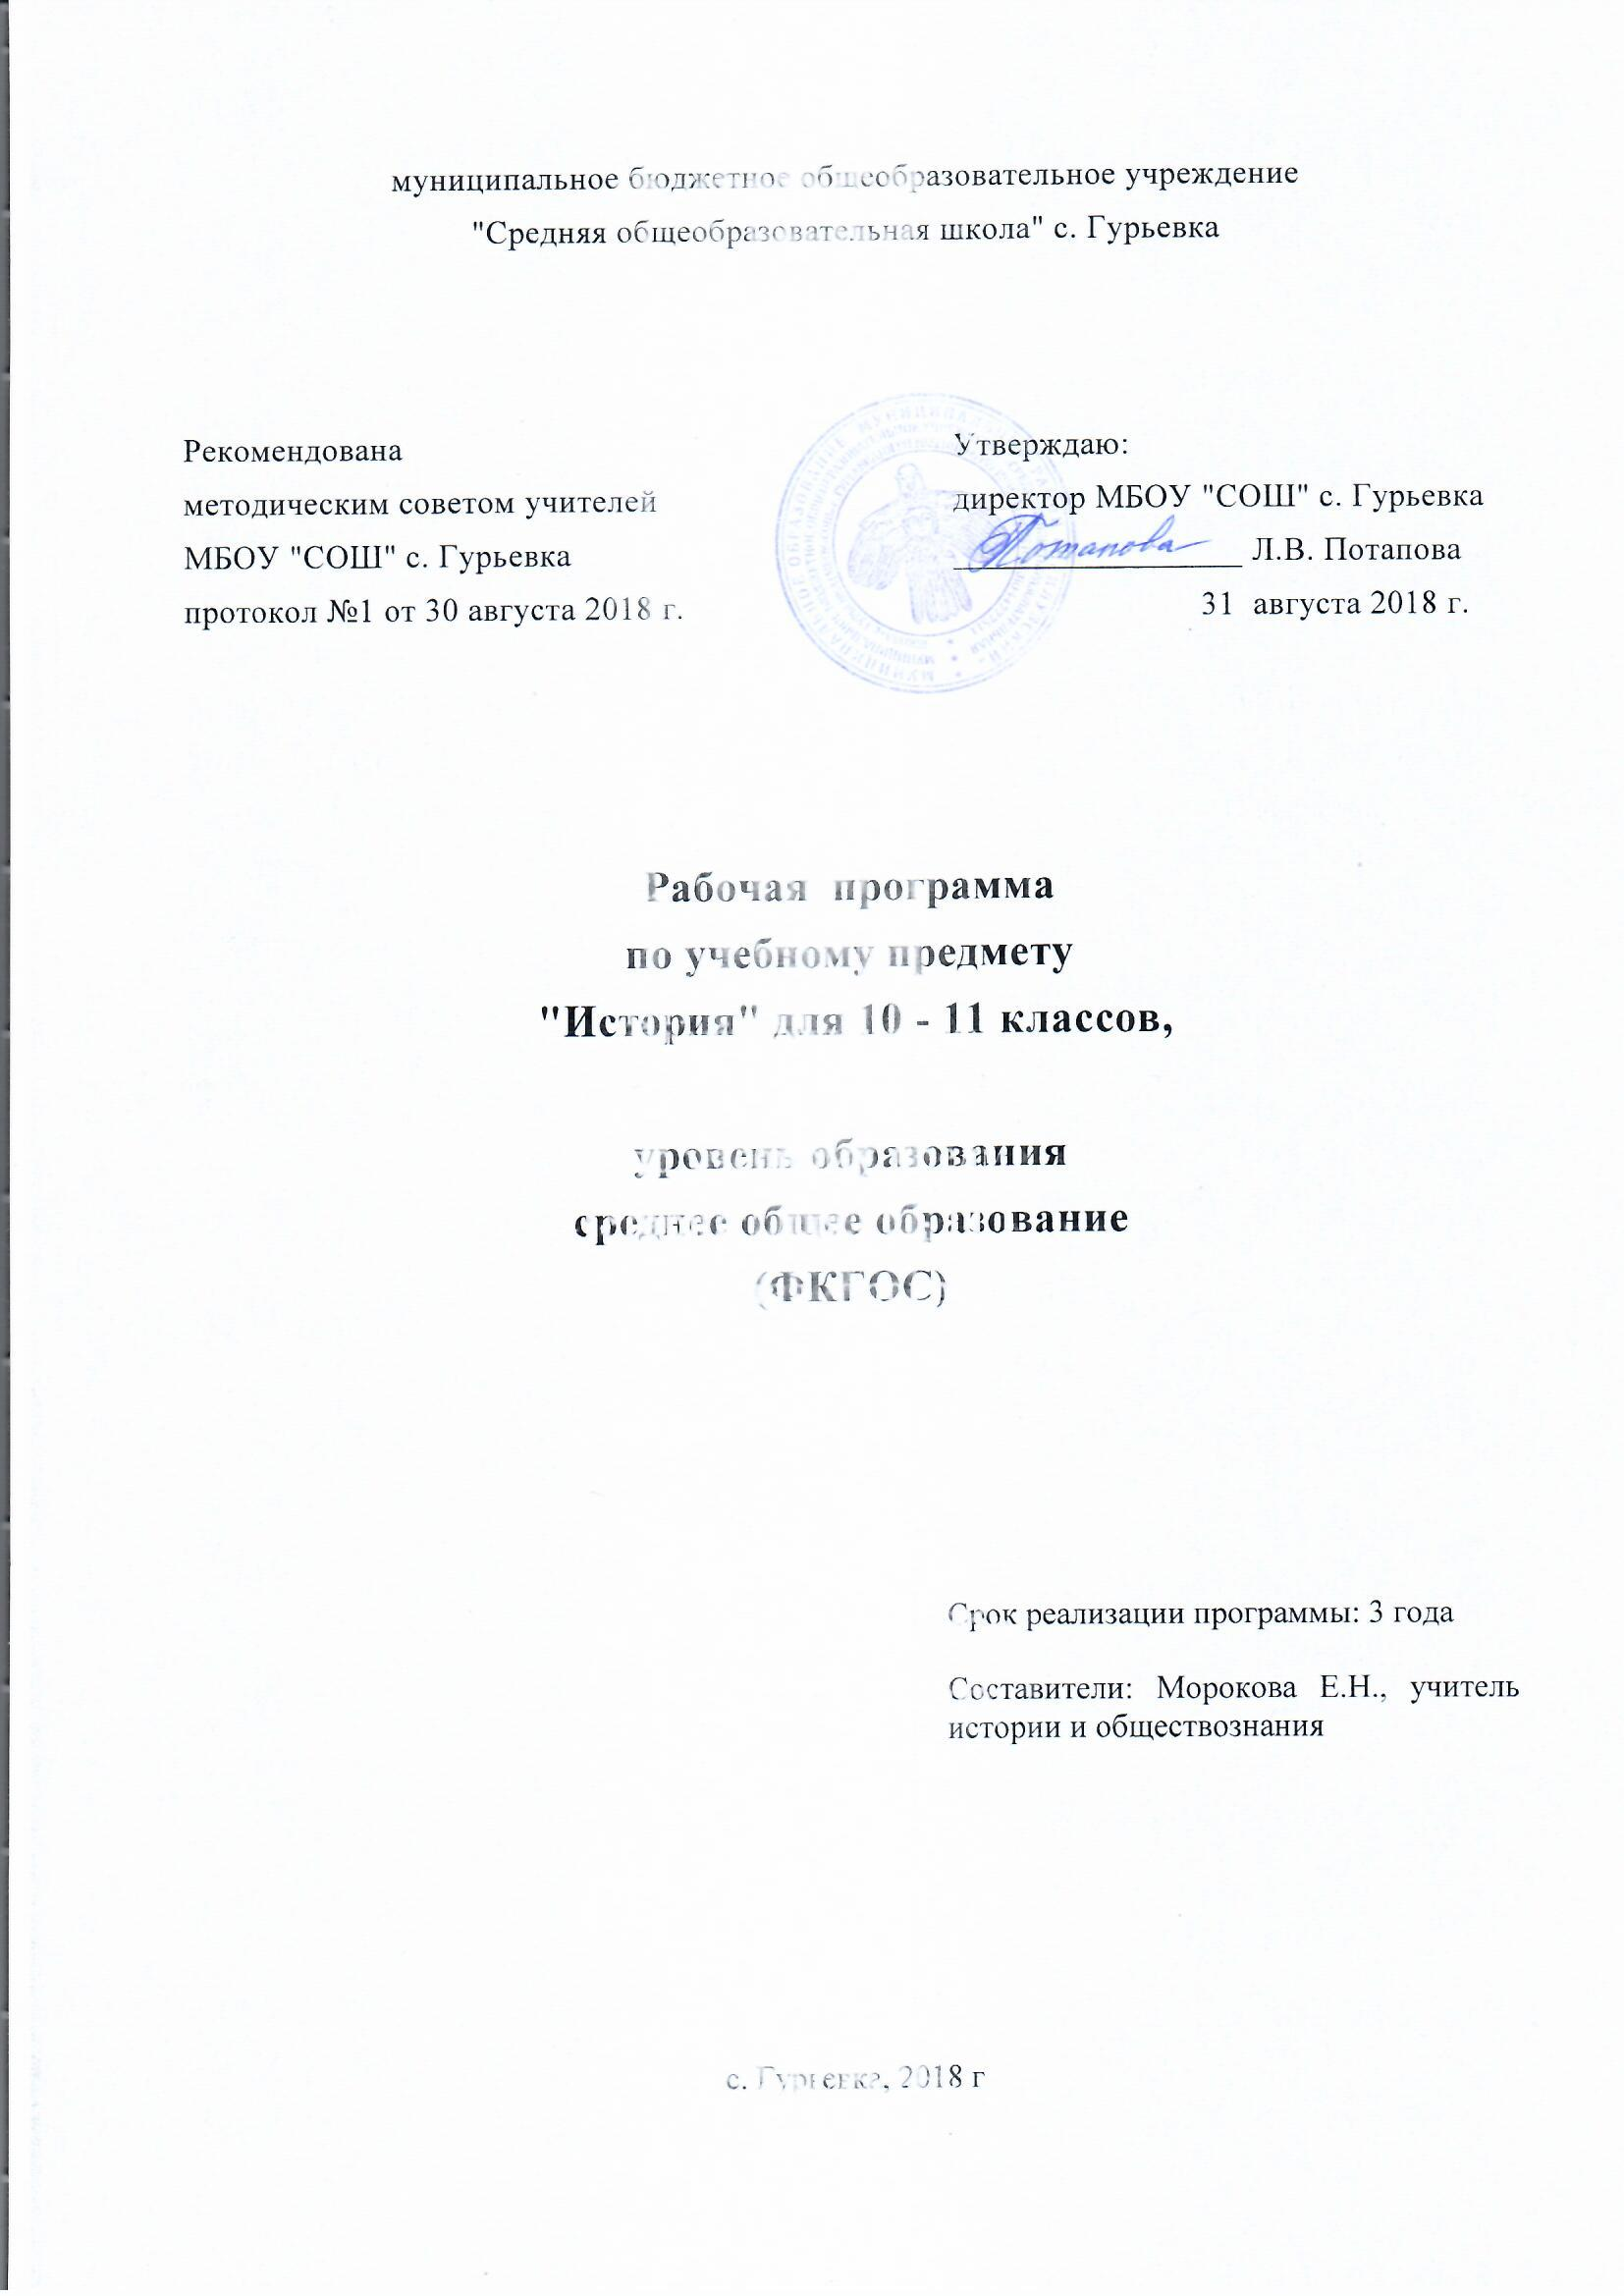 муниципальное бюджетное общеобразовательное учреждение
"Средняя общеобразовательная школа" с. Гурьевка
Рекомендована
методическим советом учителей
МБОУ "СОШ" с. Гурьевка
протокол №1 от 30 августа 2018 г.
Утверждаю:
директор МБОУ "СОШ" с. Гурьевка
Потапова Л.В. Потапова
31 августа 2018 г.
Рабочая программа
по учебному предмету
"История" для 10 - 11 классов,
уровень образования
среднее общее образование
(ФКГОС)
Срок реализации программы: 3 года
Составители: Морокова Е.Н., учитель
истории и обществознания
с. Гурьевка, 2018 г